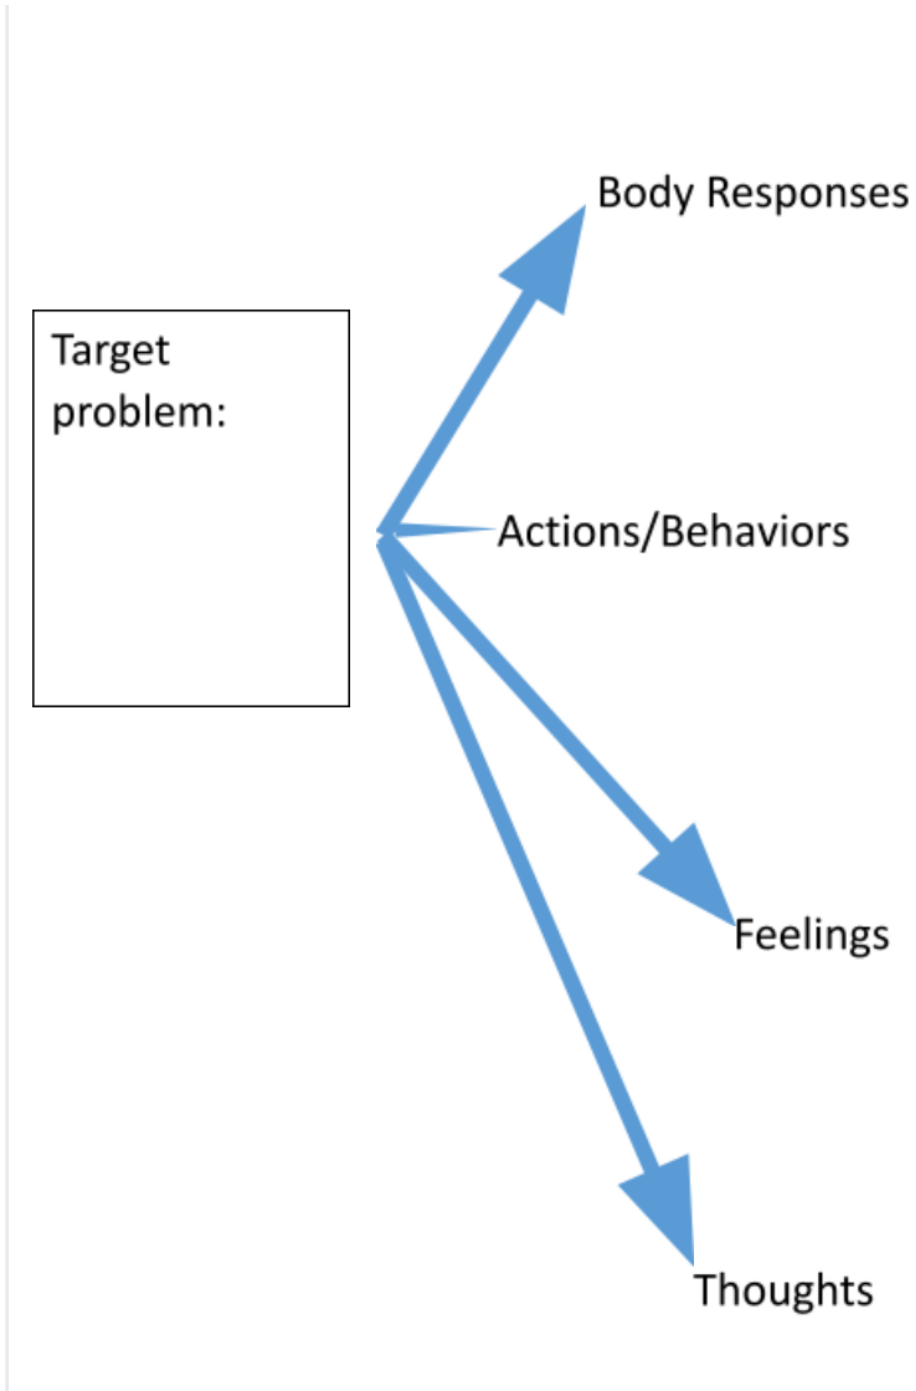 Body Responses
Target
problem:
Actions/Behaviors
Feelings
Thoughts